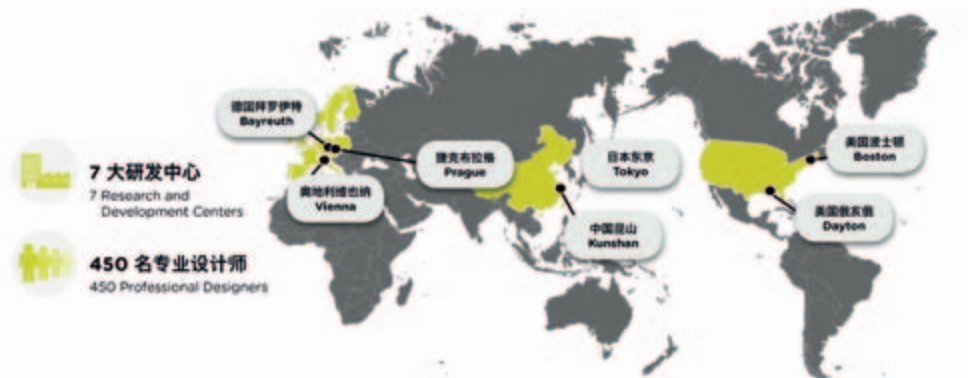 7 大研发中心
7 Research and
Development Centers
450 名专业设计师
450 Professional Designers
德国拜罗伊特
Bayreuth
奥地利维也纳
Vienna
捷克布拉格
Prague
日本东京
Tokyo
中国昆山
Kunshan
美国波士顿
Boston
美国俄亥俄
Dayton